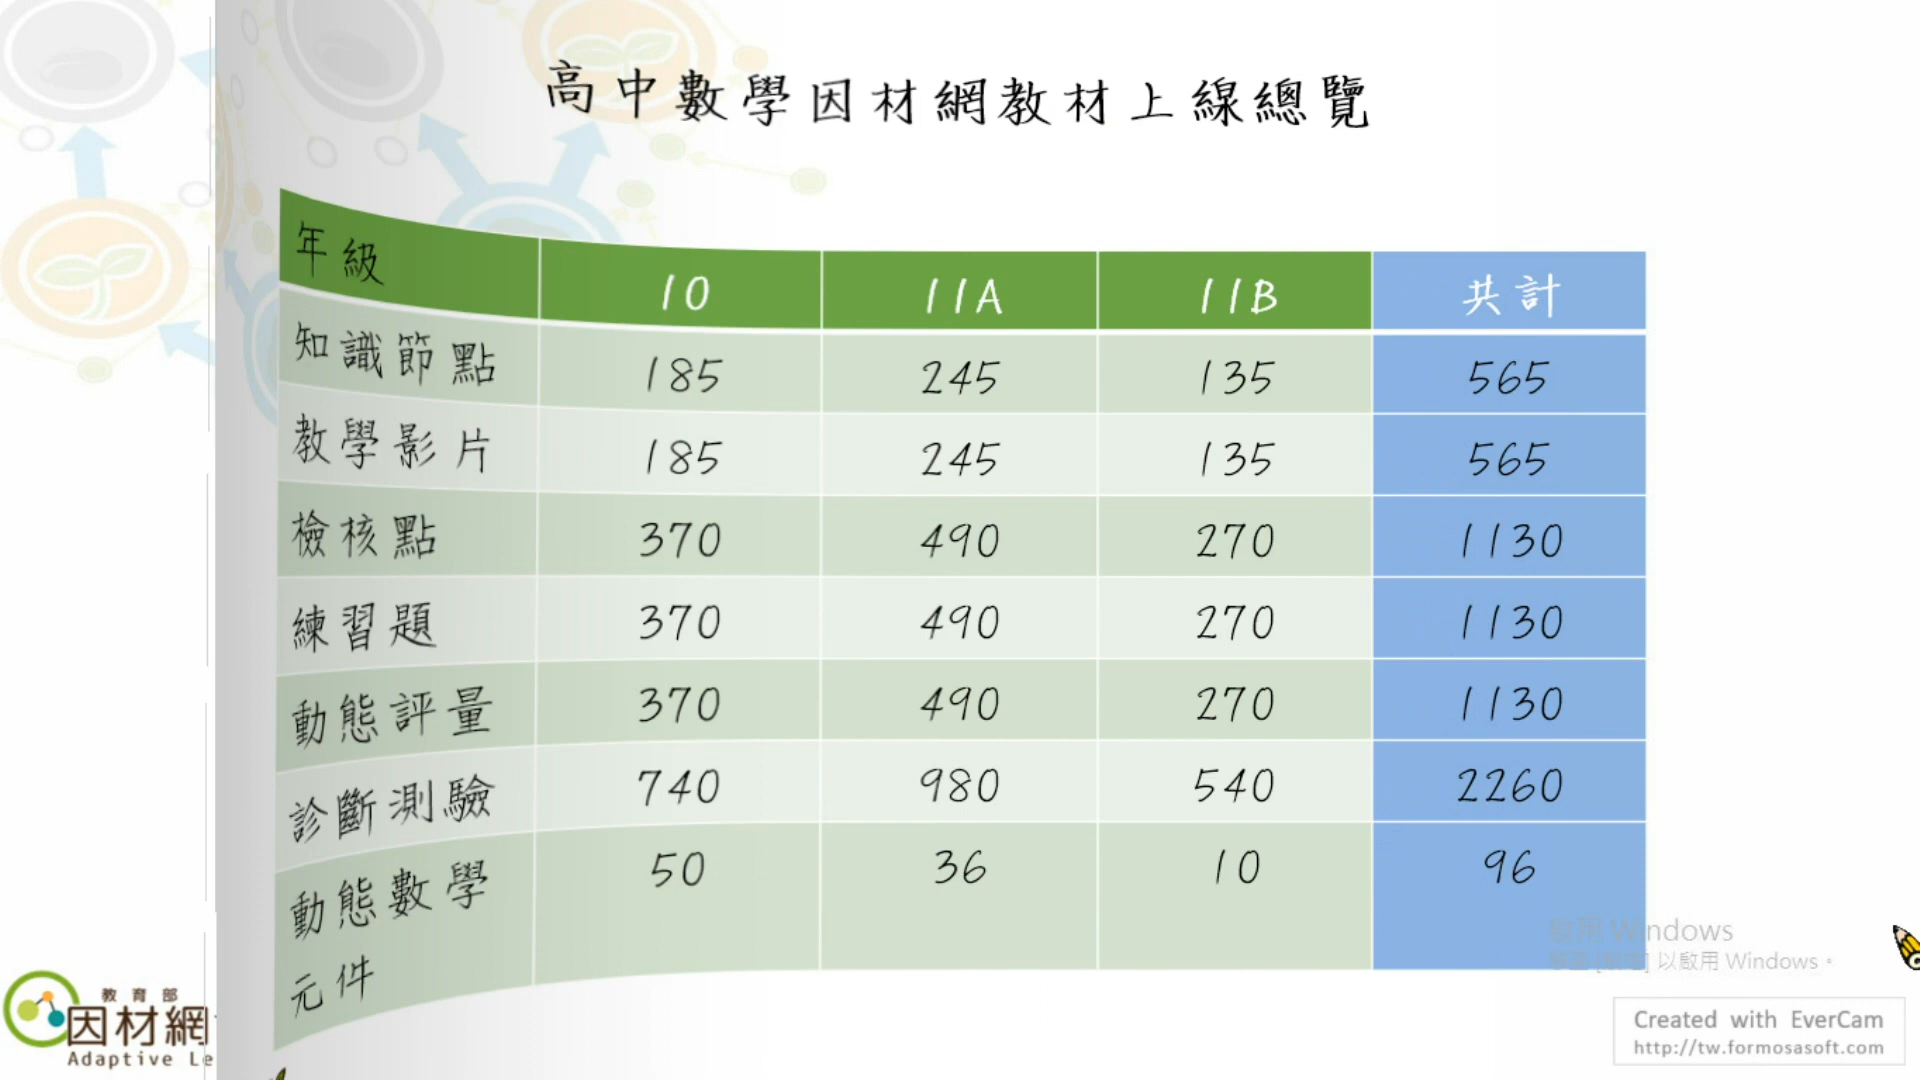 高中數學因材網教材上線總覽
年級 10 11A 11B 共計
知識節點 185 245 135 565
教學影片 185 245 135 565
檢核點 370 490 270 1130
練習題 370 490 270 1130
動態評量 370 490 270 1130
診斷測驗 740 980 540 2260
動態數學 50 36 10 96
元件
Windows
以啟用 Windows。
教育部
因材網
Adaptive Le
Created with EverCam
http://tw.formosasoft.com